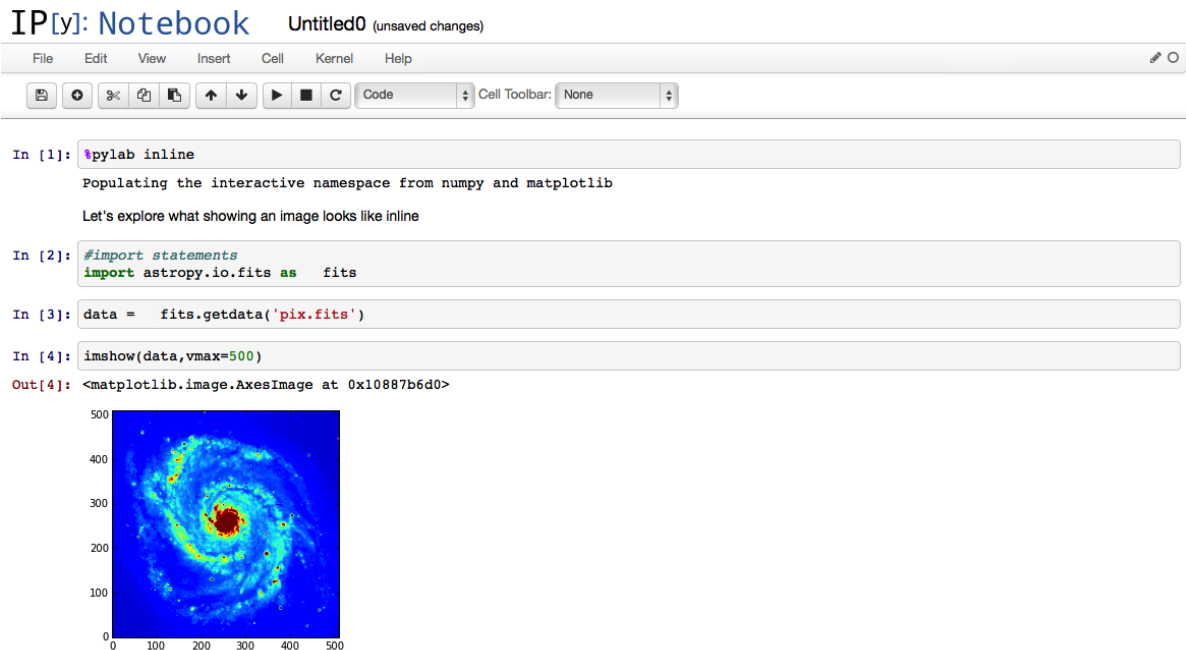 IP[y]: Notebook Untitled0 (unsaved changes)
File Edit View Insert Cell Kernel Help
Code Cell Toolbar: None
In [1]: %pylab inline
Populating the interactive namespace from numpy and matplotlib
Let's explore what showing an image looks like inline
In [2]: #import statements
import astropy.io.fits as   fits
In [3]: data =   fits.getdata('pix.fits')
In [4]: imshow(data,vmax=500)
Out[4]: <matplotlib.image.AxesImage at 0x10887b6d0>
500
400
300
200
100
0
0 100 200 300 400 500